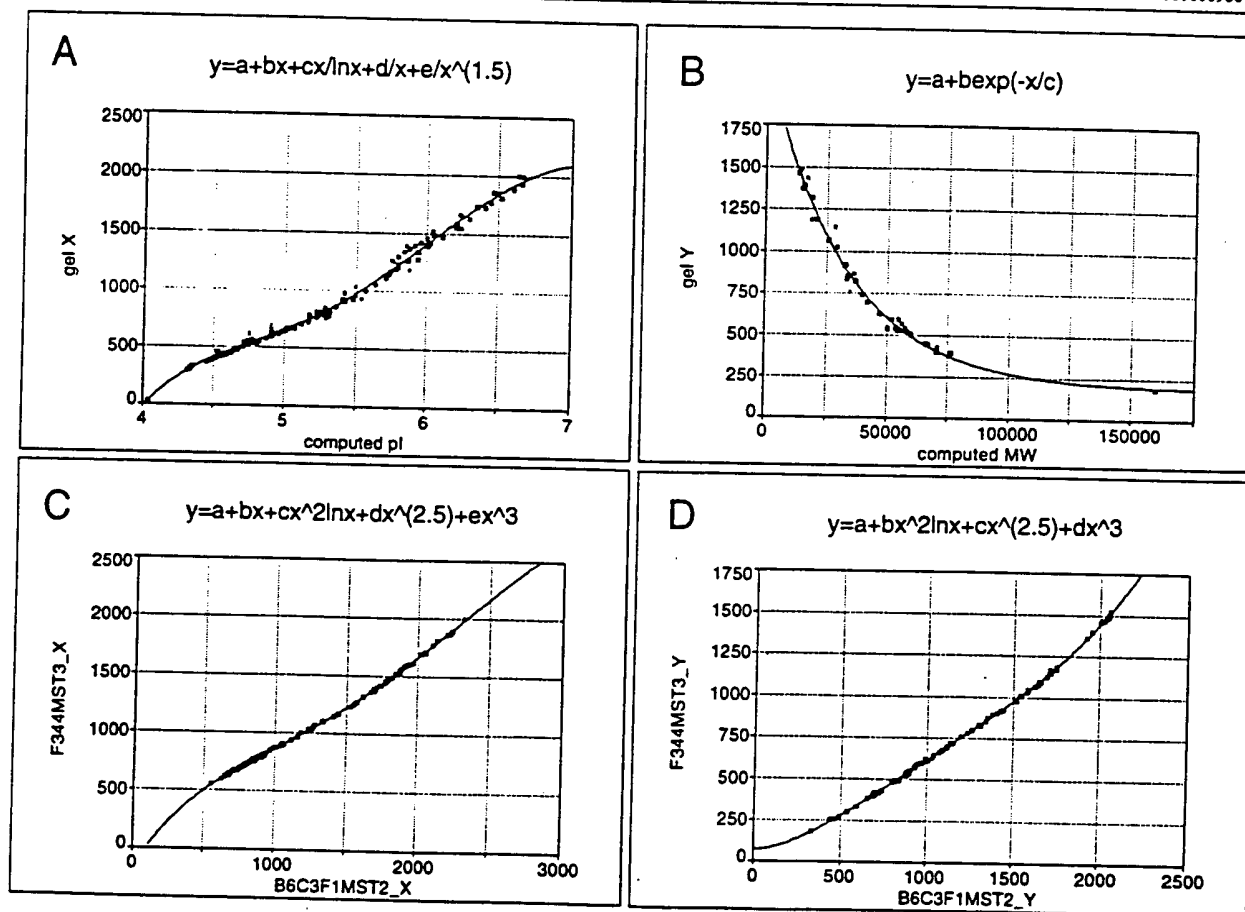 A
y=a+bx+cx/lnx+d/x+e/x^(1.5)
2500
2000
1500
1000
500
0
gel X
4
5
6
7
computed pI
B
y=a+bexp(-x/c)
1750
1500
1250
1000
750
500
250
0
gel Y
0
50000
100000
150000
computed MW
C
y=a+bx+cx^2lnx+dx^(2.5)+ex^3
2500
2000
1500
1000
500
0
F344MST3_X
0
1000
2000
3000
B6C3F1MST2_X
D
y=a+bx^2lnx+cx^(2.5)+dx^3
1750
1500
1250
1000
750
500
250
0
F344MST3_Y
0
500
1000
1500
2000
2500
B6C3F1MST2_Y